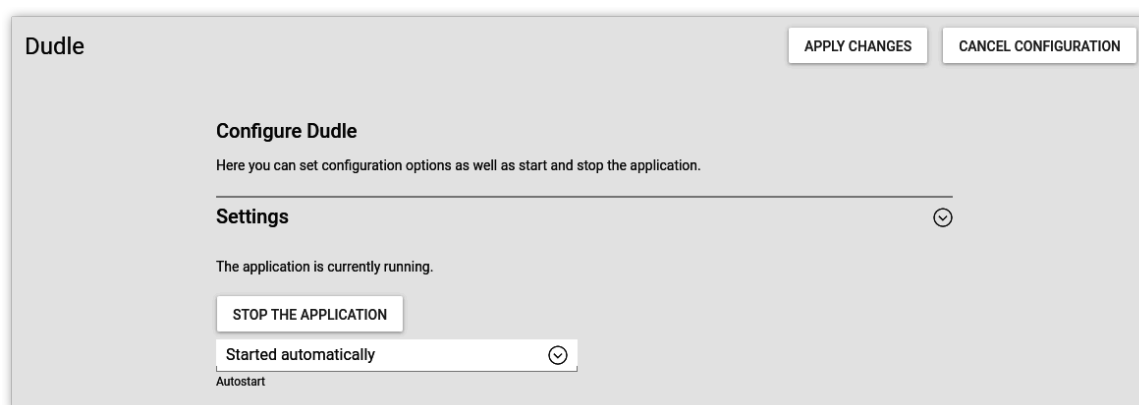 Dudle
APPLY CHANGES
CANCEL CONFIGURATION
Configure Dudle
Here you can set configuration options as well as start and stop the application.
Settings
The application is currently running.
STOP THE APPLICATION
Started automatically
Autostart